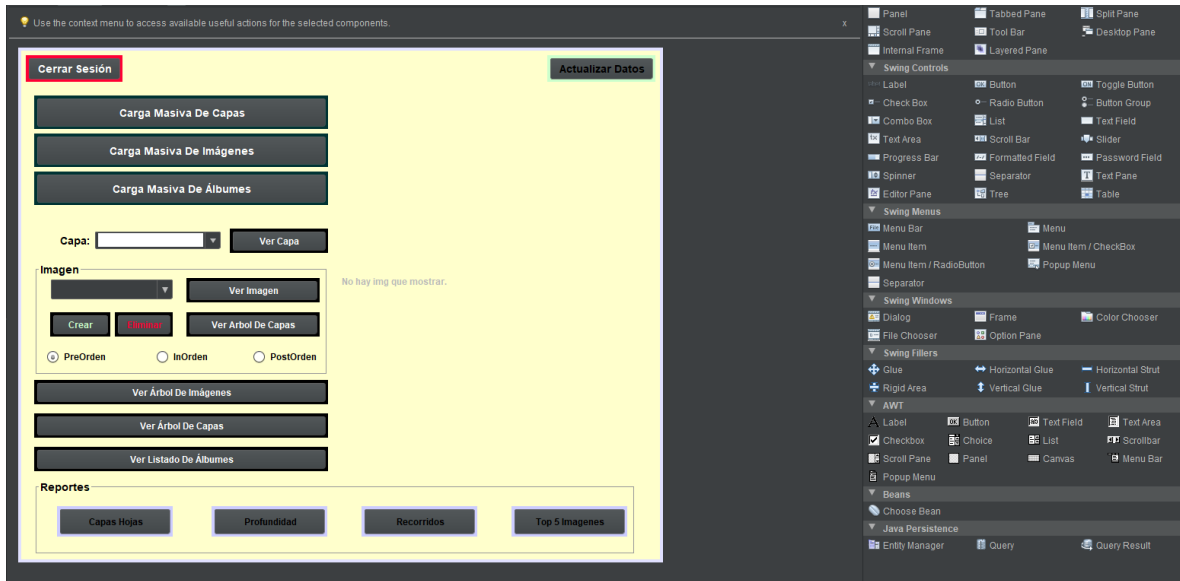 Use the context menu to access available useful actions for the selected components. x
Cerrar Sesión Actualizar Datos
Carga Masiva De Capas
Carga Masiva De Imágenes
Carga Masiva De Álbumes
Capa: Ver Capa
Imagen
Ver Imagen
No hay img que mostrar.
Crear Eliminar Ver Arbol De Capas
PreOrden InOrden PostOrden
Ver Árbol De Imágenes
Ver Árbol De Capas
Ver Listado De Álbumes
Reportes
Capas Hojas Profundidad Recorridos Top 5 Imagenes
Panel Tabbed Pane Split Pane
Scroll Pane Tool Bar Desktop Pane
Internal Frame Layered Pane
Swing Controls
Label Button Toggle Button
Check Box Radio Button Button Group
Combo Box List Text Field
Text Area Scroll Bar Slider
Progress Bar Formatted Field Password Field
Spinner Separator Text Pane
Editor Pane Tree Table
Swing Menus
Menu Bar Menu
Menu Item Menu Item / CheckBox
Menu Item / RadioButton Popup Menu
Separator
Swing Windows
Dialog Frame Color Chooser
File Chooser Option Pane
Swing Fillers
Glue Horizontal Glue Horizontal Strut
Rigid Area Vertical Glue Vertical Strut
AWT
Label Button Text Field Text Area
Checkbox Choice List Scrollbar
Scroll Pane Panel Canvas Menu Bar
Popup Menu
Beans
Choose Bean
Java Persistence
Entity Manager Query Query Result